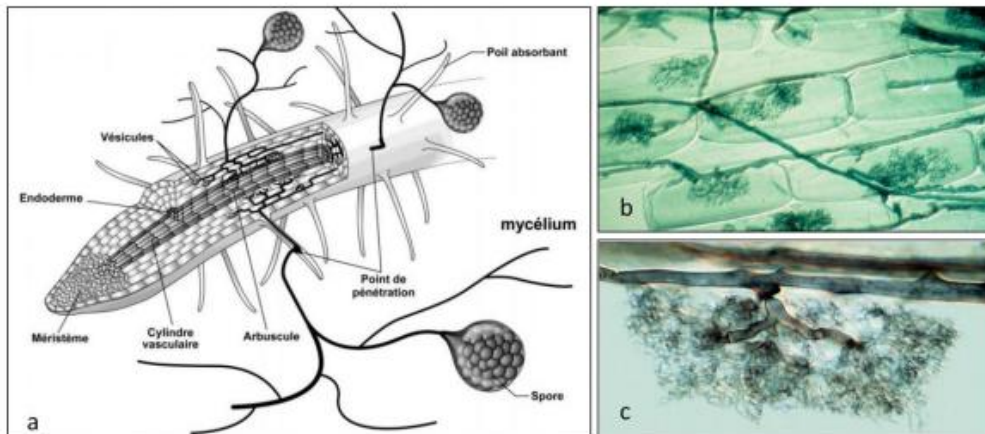 Poil absorbant
Vésicules
Endoderme
mycélium
Point de
pénétration
Méristème
Cylindre
vasculaire
Arbuscule
Spore
a
b
c